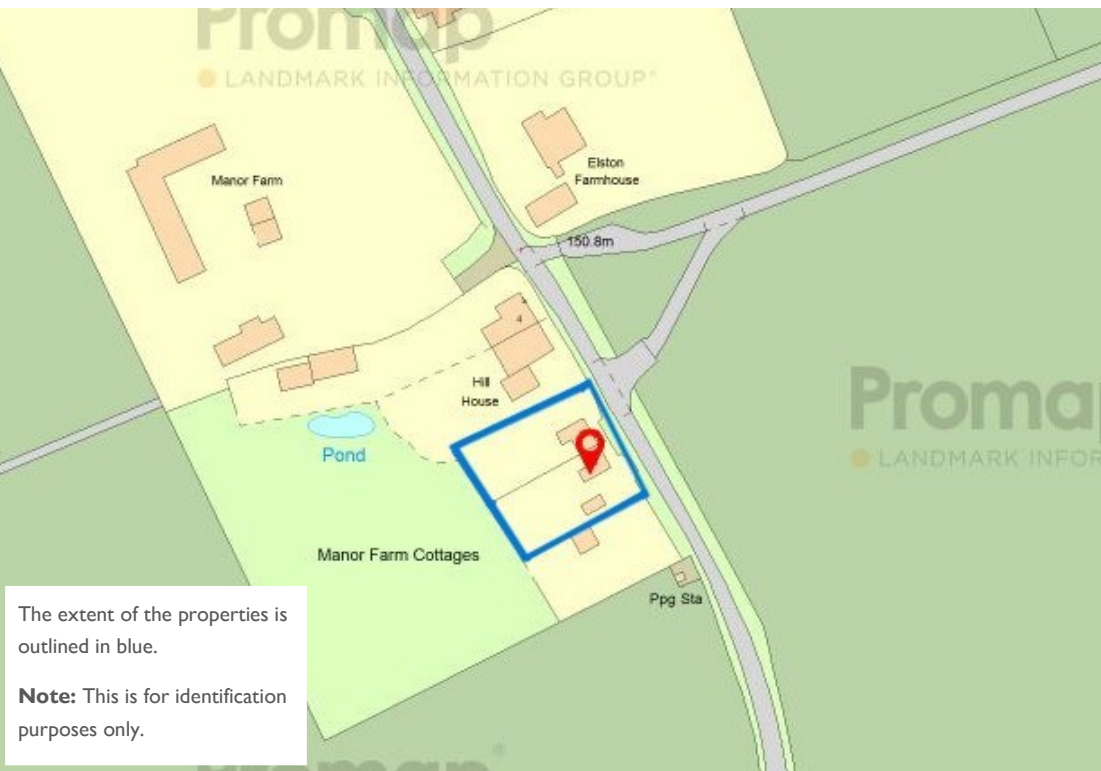 Promap
LANDMARK INFORMATION GROUP®
Elston
Farmhouse
Manor Farm
150.8m
4
Hill
House
Promap
LANDMARK INFOR
Pond
Manor Farm Cottages
Ppg Sta
The extent of the properties is
outlined in blue.
Note: This is for identification
purposes only.
Promap®